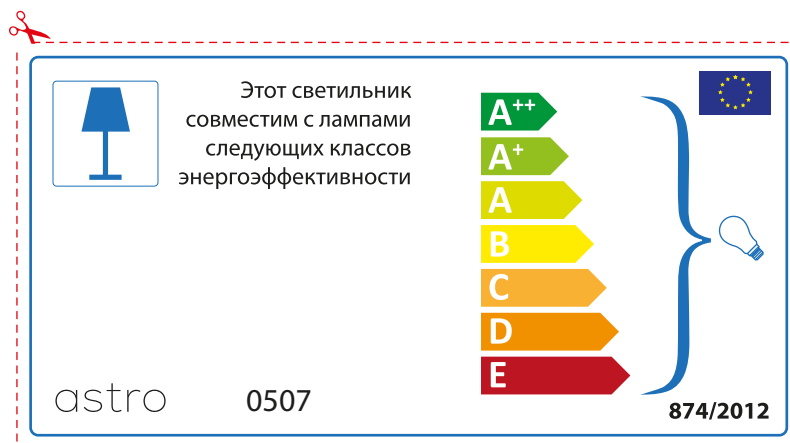 Этот светильник
совместим с лампами
следующих классов
энергоэффективности
A++
A+
A
B
C
D
E
astro
0507
874/2012